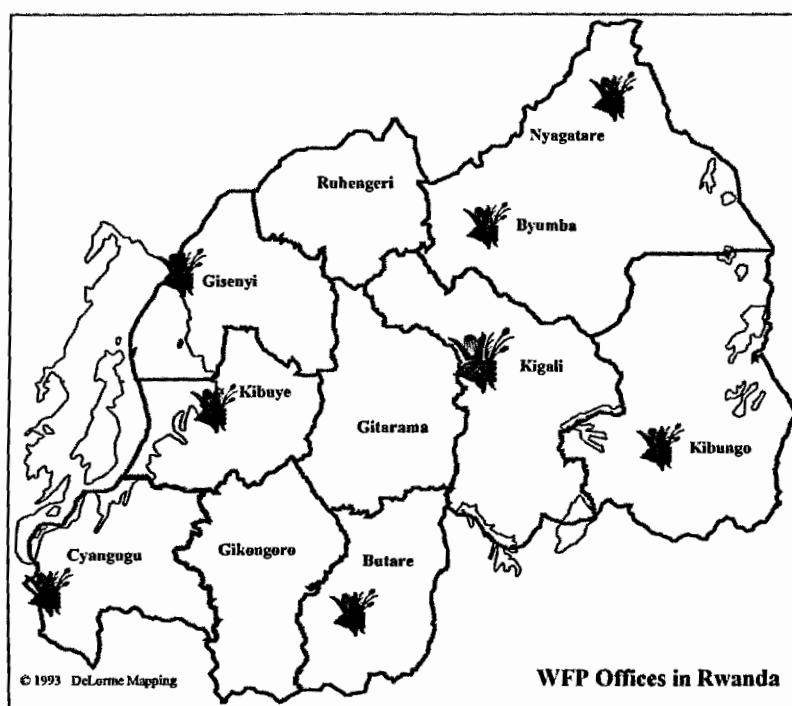 Nyagatare
Ruhengeri
Byumba
Gisenyi
Kigali
Kibuye
Gitarama
Kibungo
Cyangugu
Gikongoro
Butare
© 1993 DeLorme Mapping
WFP Offices in Rwanda